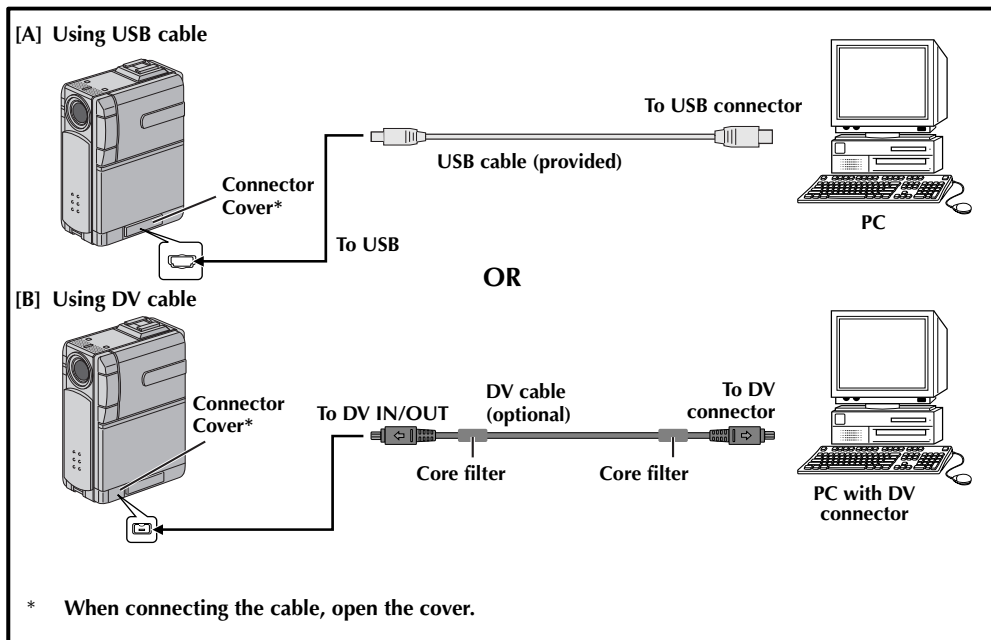 [A] Using USB cable
To USB connector
USB cable (provided)
Connector
Cover*
To USB
PC
OR
[B] Using DV cable
Connector
Cover*
To DV IN/OUT
DV cable
(optional)
To DV
connector
Core filter
Core filter
PC with DV
connector
* When connecting the cable, open the cover.